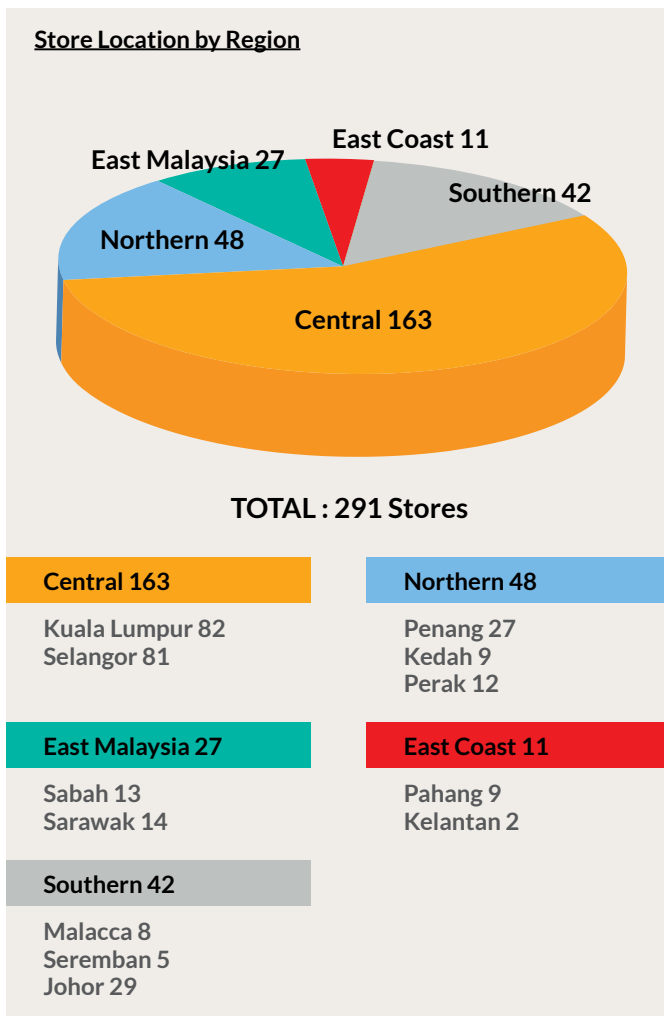 Store Location by Region
East Coast 11
East Malaysia 27
Southern 42
Northern 48
Central 163
TOTAL : 291 Stores
Central 163
Kuala Lumpur 82
Selangor 81
Northern 48
Penang 27
Kedah 9
Perak 12
East Malaysia 27
Sabah 13
Sarawak 14
East Coast 11
Pahang 9
Kelantan 2
Southern 42
Malacca 8
Seremban 5
Johor 29